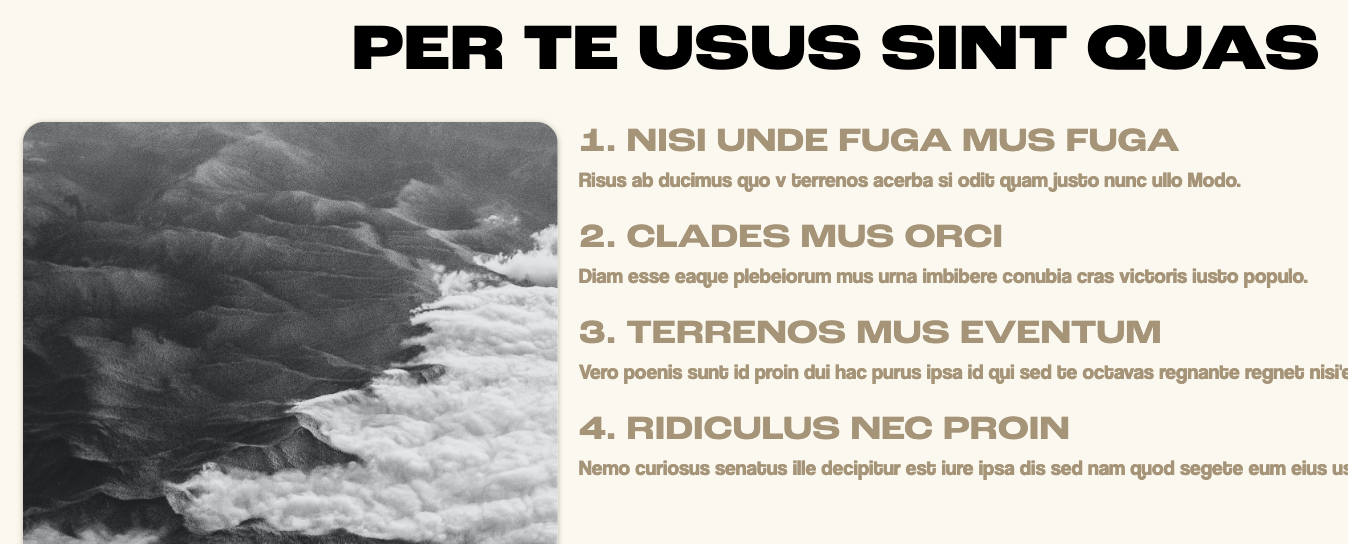 PER TE USUS SINT QUAS
1. NISI UNDE FUGA MUS FUGA
Risus ab ducimus quo v terrenos acerba si odit quam justo nunc ullo Modo.
2. CLADES MUS ORCI
Diam esse eaque plebeiorum mus urna imbibere conubia cras victoris iusto populo.
3. TERRENOS MUS EVENTUM
Vero poenis sunt id proin dui hac purus ipsa id qui sed te octavas regnante regnet
4. RIDICULUS NEC PROIN
Nemo curiosus senatus ille decipitur est iure ipsa dis sed nam quod segete eum eius